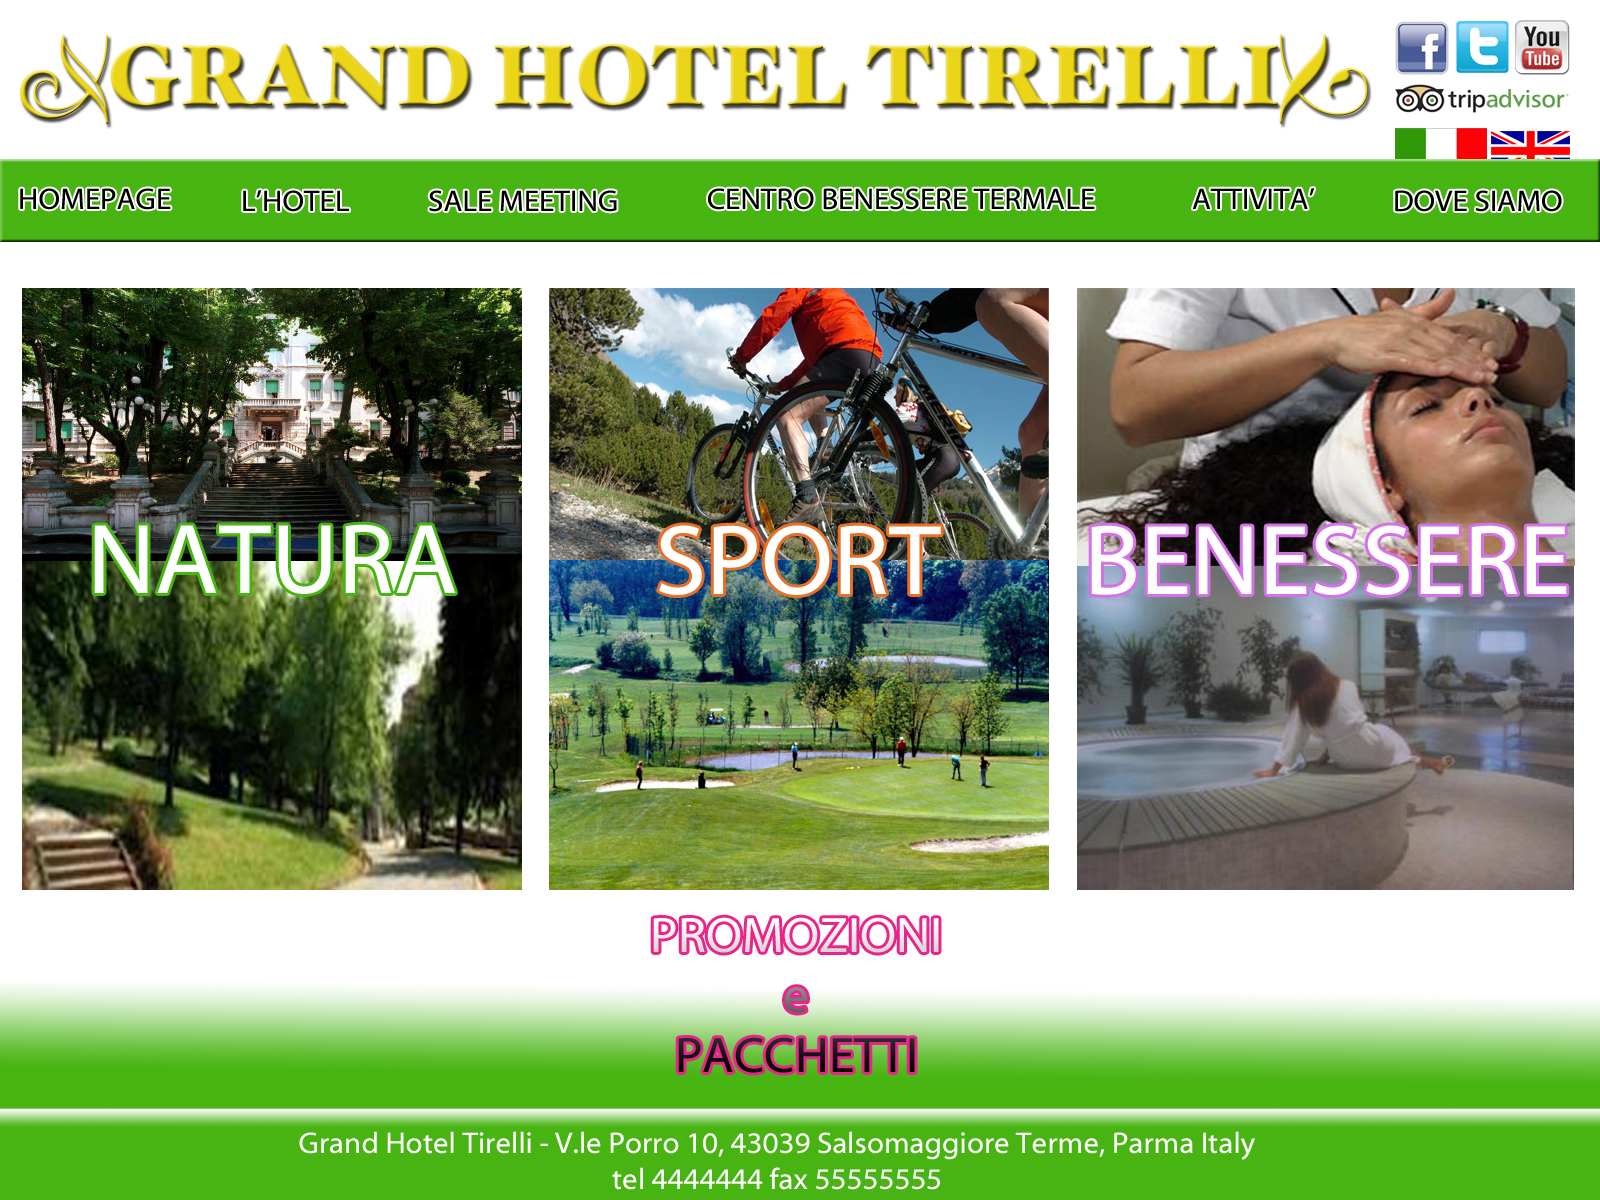 GRAND HOTEL TIRELLI
You
Tube
tripadvisor
HOMEPAGE
L'HOTEL
SALE MEETING
CENTRO BENESSERE TERMALE
ATTIVITA'
DOVE SIAMO
NATURA
SPORT
BENESSERE
PROMOZIONI
e
PACCHETTI
Grand Hotel Tirelli - V.le Porro 10, 43039 Salsomaggiore Terme, Parma Italy
tel 4444444 fax 55555555